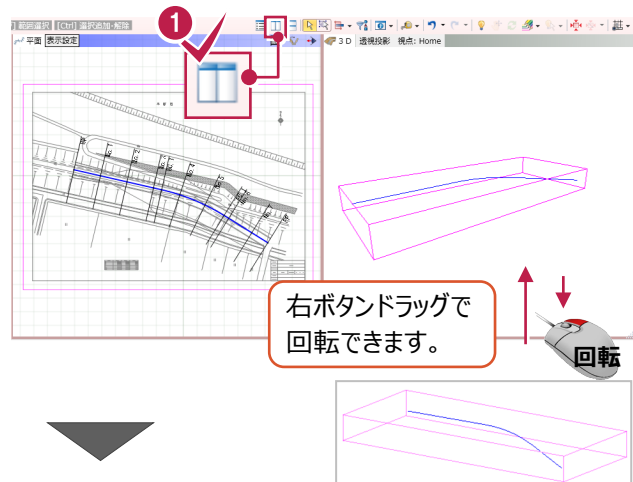 範囲選択 [Ctrl] 選択追加・解除
1
平面 表示設定
3D 透視投影 視点: Home
右ボタンドラッグで
回転できます。
回転